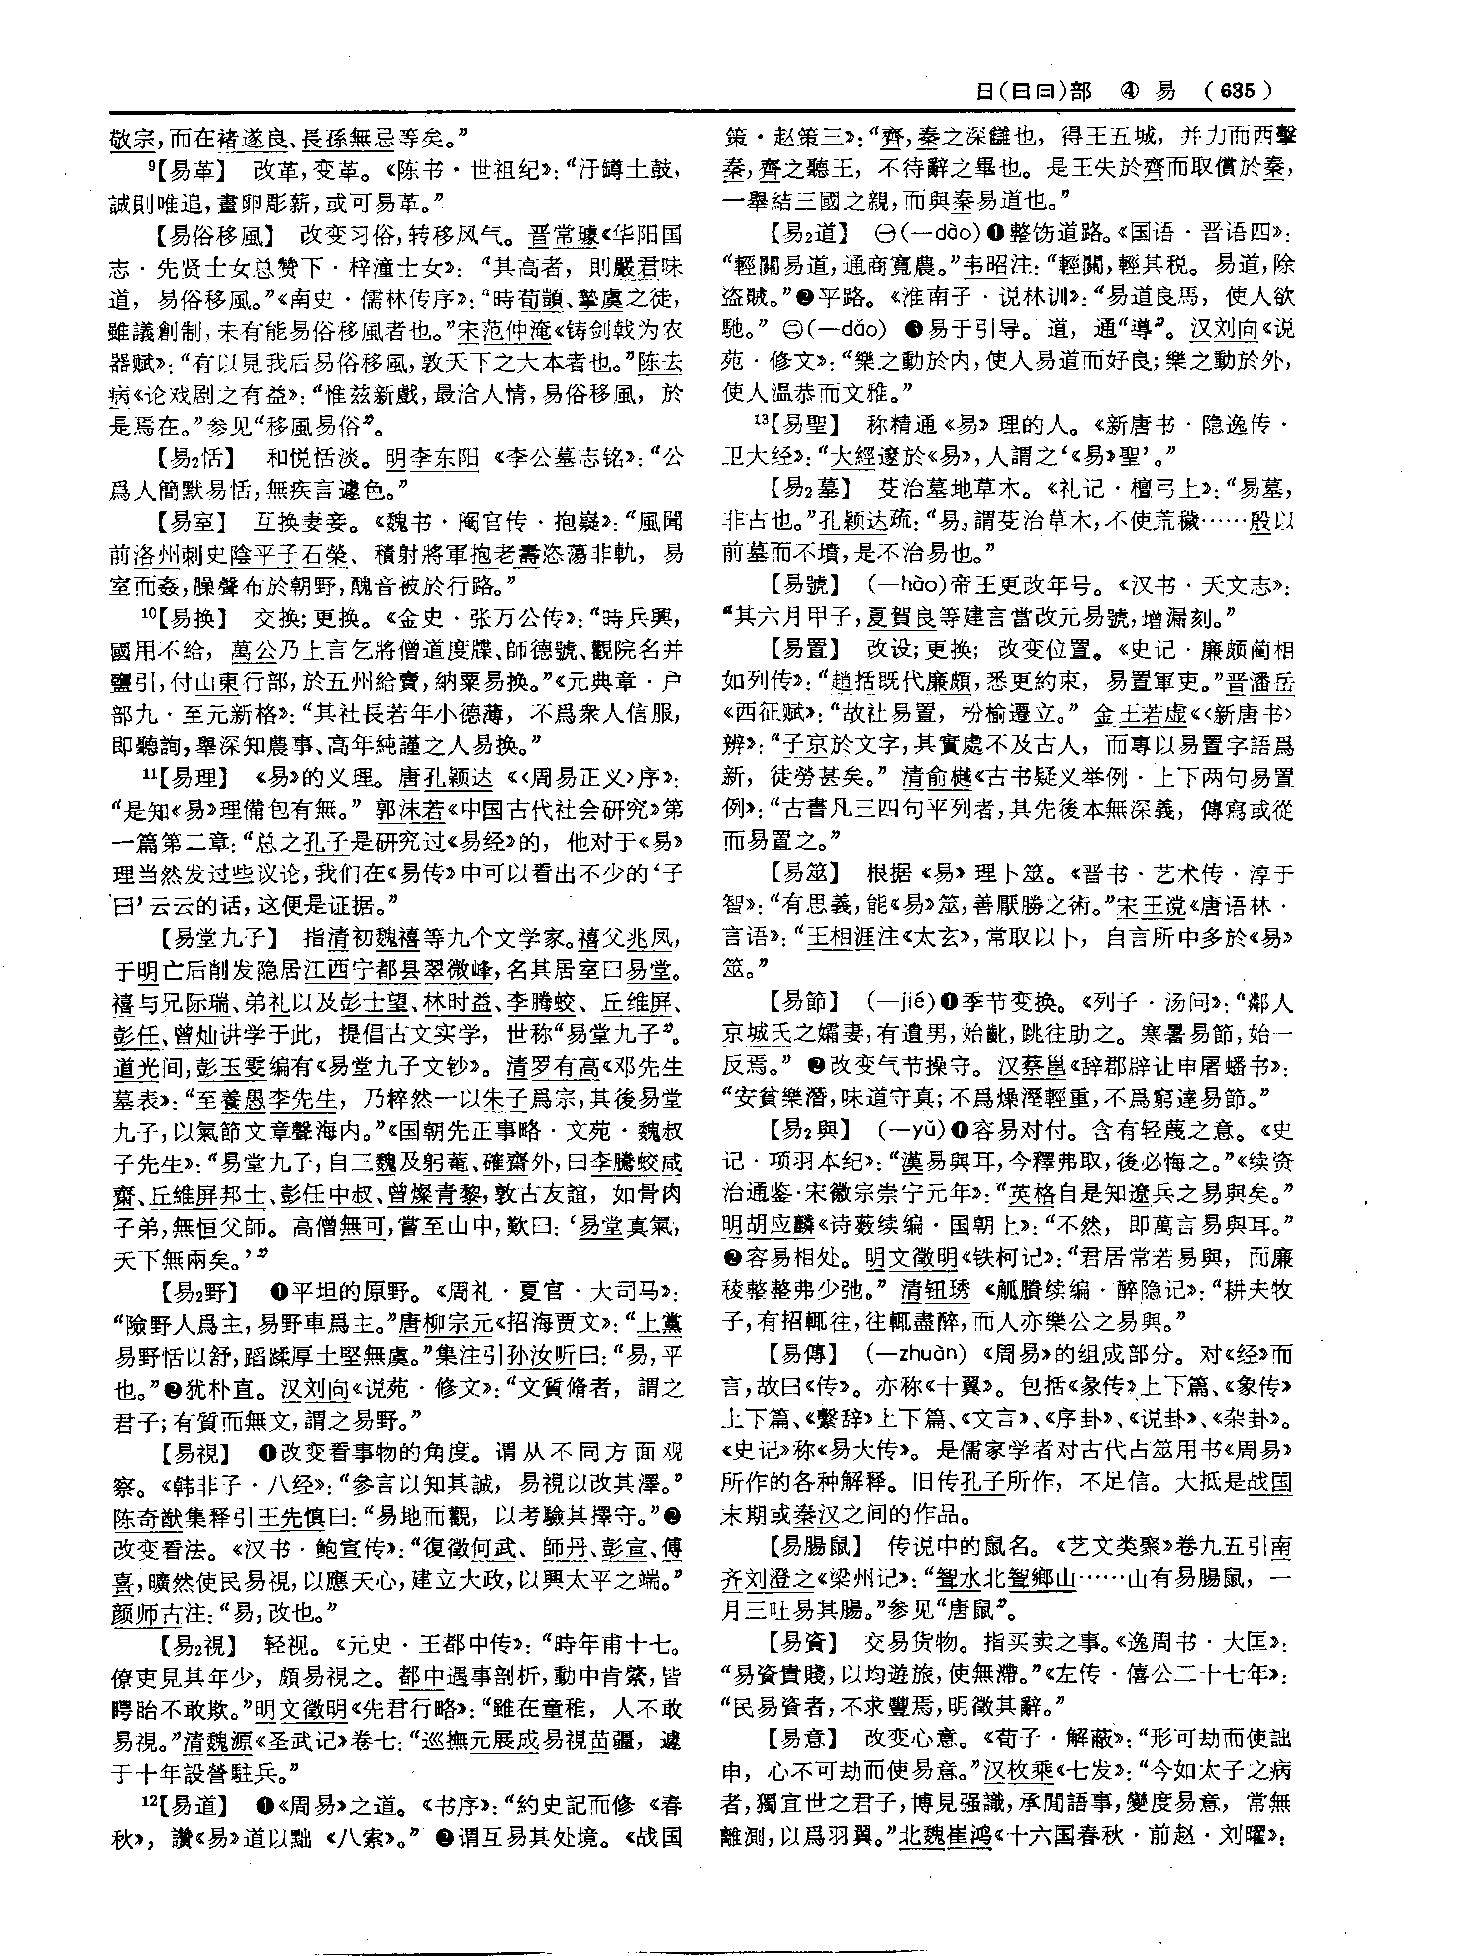 日(曰⺜)部　④　易　(635)
敬宗，而在褚遂良、長孫無忌等矣。”
⁹【易革】　改革，变革。《陈书·世祖纪》：“汙罇土鼓，
誠則唯追，畫卵彫薪，或可易革。”
【易俗移風】　改变习俗，转移风气。晋常璩《华阳国
志·先贤士女总赞下·梓潼士女》：“其高者，則嚴君味
道，易俗移風。”《南史·儒林传序》：“時荀顗、摯虞之徒，
雖議創制，未有能易俗移風者也。”宋范仲淹《铸剑戟为农
器赋》：“有以見我后易俗移風，敦天下之大本者也。”陈去
病《论戏剧之有益》：“惟兹新戲，最洽人情，易俗移風，於
是焉在。”参见“移風易俗”。
【易₂恬】　和悦恬淡。明李东阳《李公墓志铭》：“公
爲人簡默易恬，無疾言遽色。”
【易室】　互换妻妾。《魏书·阉官传·抱嶷》：“風聞
前洛州刺史陰平子石榮、積射將軍抱老壽恣蕩非軌，易
室而姦，臊聲布於朝野，醜音被於行路。”
¹⁰【易换】　交换；更换。《金史·张万公传》：“時兵興，
國用不給，萬公乃上言乞將僧道度牒、師德號、觀院名并
鹽引，付山東行部，於五州給賣，納粟易换。”《元典章·户
部九·至元新格》：“其社長若年小德薄，不爲衆人信服，
即聽詢，舉深知農事、高年純謹之人易换。”
¹¹【易理】　《易》的义理。唐孔颖达《〈周易正义〉序》：
“是知《易》理備包有無。”郭沫若《中国古代社会研究》第
一篇第二章：“总之孔子是研究过《易经》的，他对于《易》
理当然发过些议论，我们在《易传》中可以看出不少的‘子
曰’云云的话，这便是证据。”
【易堂九子】　指清初魏禧等九个文学家。禧父兆凤，
于明亡后削发隐居江西宁都县翠微峰，名其居室曰易堂。
禧与兄际瑞、弟礼以及彭士望、林时益、李腾蛟、丘维屏、
彭任、曾灿讲学于此，提倡古文实学，世称“易堂九子”。
道光间，彭玉雯编有《易堂九子文钞》。清罗有高《邓先生
墓表》：“至養愚李先生，乃粹然一以朱子爲宗，其後易堂
九子，以氣節文章聲海内。”《国朝先正事略·文苑·魏叔
子先生》：“易堂九子，自三魏及躬菴、確齋外，曰李騰蛟咸
齋、丘維屏邦士、彭任中叔、曾燦青黎，敦古友誼，如骨肉
子弟，無恒父師。高僧無可，嘗至山中，歎曰：‘易堂真氣，
天下無兩矣。’”
【易₂野】　❶平坦的原野。《周礼·夏官·大司马》：
“險野人爲主，易野車爲主。”唐柳宗元《招海贾文》：“上黨
易野恬以舒，蹈蹂厚土堅無虞。”集注引孙汝听曰：“易，平
也。”❷犹朴直。汉刘向《说苑·修文》：“文質脩者，謂之
君子；有質而無文，謂之易野。”
【易視】　❶改变看事物的角度。谓从不同方面观
察。《韩非子·八经》：“參言以知其誠，易視以改其澤。”
陈奇猷集释引王先慎曰：“易地而觀，以考驗其擇守。”❷
改变看法。《汉书·鲍宣传》：“復徵何武、師丹、彭宣、傅
喜，曠然使民易視，以應天心，建立大政，以興太平之端。”
颜师古注：“易，改也。”
【易₂視】　轻视。《元史·王都中传》：“時年甫十七。
僚吏見其年少，頗易視之。都中遇事剖析，動中肯綮，皆
睜眙不敢欺。”明文徵明《先君行略》：“雖在童稚，人不敢
易視。”清魏源《圣武记》卷七：“巡撫元展成易視苗疆，遽
于十年設營駐兵。”
¹²【易道】　❶《周易》之道。《书序》：“約史記而修《春
秋》，讚《易》道以黜《八索》。”❷谓互易其处境。《战国
策·赵策三》：“齊，秦之深讎也，得王五城，并力而西擊
秦，齊之聽王，不待辭之畢也。是王失於齊而取償於秦，
一舉結三國之親，而與秦易道也。”
【易₂道】　㊀(—dào)❶整饬道路。《国语·晋语四》：
“輕關易道，通商寬農。”韦昭注：“輕關，輕其税。易道，除
盜賊。”❷平路。《淮南子·说林训》：“易道良馬，使人欲
馳。”㊁(—dǎo)　❸易于引导。道，通“導”。汉刘向《说
苑·修文》：“樂之動於内，使人易道而好良；樂之動於外，
使人温恭而文雅。”
¹³【易聖】　称精通《易》理的人。《新唐书·隐逸传·
卫大经》：“大經邃於《易》，人謂之‘《易》聖’。”
【易₂墓】　芟治墓地草木。《礼记·檀弓上》：“易墓，
非古也。”孔颖达疏：“易，謂芟治草木，不使荒穢……殷以
前墓而不墳，是不治易也。”
【易號】　(—hào)帝王更改年号。《汉书·天文志》：
“其六月甲子，夏賀良等建言當改元易號，增漏刻。”
【易置】　改设；更换；改变位置。《史记·廉颇蔺相
如列传》：“趙括既代廉頗，悉更約束，易置軍吏。”晋潘岳
《西征赋》：“故社易置，枌榆遷立。”金王若虚《〈新唐书〉
辨》：“子京於文字，其實處不及古人，而專以易置字語爲
新，徒勞甚矣。”清俞樾《古书疑义举例·上下两句易置
例》：“古書凡三四句平列者，其先後本無深義，傳寫或從
而易置之。”
【易筮】　根据《易》理卜筮。《晋书·艺术传·淳于
智》：“有思義，能《易》筮，善厭勝之術。”宋王谠《唐语林·
言语》：“王相涯注《太玄》，常取以卜，自言所中多於《易》
筮。”
【易節】　(—jié)❶季节变换。《列子·汤问》：“鄰人
京城氏之孀妻，有遺男，始齔，跳往助之。寒暑易節，始一
反焉。”❷改变气节操守。汉蔡邕《辞郡辟让申屠蟠书》：
“安貧樂潛，味道守真；不爲燥溼輕重，不爲窮達易節。”
【易₂與】　(—yǔ)❶容易对付。含有轻蔑之意。《史
记·项羽本纪》：“漢易與耳，今釋弗取，後必悔之。”《续资
治通鉴·宋徽宗崇宁元年》：“英格自是知遼兵之易與矣。”
明胡应麟《诗薮续编·国朝上》：“不然，即萬言易與耳。”
❷容易相处。明文徵明《铁柯记》：“君居常若易與，而廉
稜整整弗少弛。”清钮琇《觚賸续编·醉隐记》：“耕夫牧
子，有招輒往，往輒盡醉，而人亦樂公之易與。”
【易傳】　(—zhuàn)《周易》的组成部分。对《经》而
言，故曰《传》。亦称《十翼》。包括《彖传》上下篇、《象传》
上下篇、《繫辞》上下篇、《文言》、《序卦》、《说卦》、《杂卦》。
《史记》称《易大传》。是儒家学者对古代占筮用书《周易》
所作的各种解释。旧传孔子所作，不足信。大抵是战国
末期或秦汉之间的作品。
【易腸鼠】　传说中的鼠名。《艺文类聚》卷九五引南
齐刘澄之《梁州记》：“聟水北聟鄉山……山有易腸鼠，一
月三吐易其腸。”参见“唐鼠”。
【易資】　交易货物。指买卖之事。《逸周书·大匡》：
“易資貴賤，以均遊旅，使無滯。”《左传·僖公二十七年》：
“民易資者，不求豐焉，明徵其辭。”
【易意】　改变心意。《荀子·解蔽》：“形可劫而使詘
申，心不可劫而使易意。”汉枚乘《七发》：“今如太子之病
者，獨宜世之君子，博見强識，承閒語事，變度易意，常無
離測，以爲羽翼。”北魏崔鸿《十六国春秋·前赵·刘曜》：